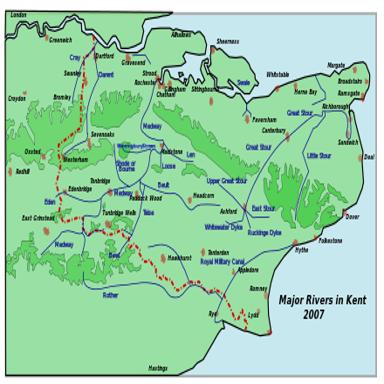 London
Greenwich
Dartford
Gravesend
Allhallows
Sheerness
Cray
Swanley
Darent
Strood
Rochester
Chatham
Sittingbourne
Swale
Whitstable
Margate
Broadstairs
Herne Bay
Ramsgate
Richborough
Croydon
Bromley
Faversham
Great Stour
Canterbury
Sandwich
Medway
Sevenoaks
Maidstone
Len
Great Stour
Little Stour
Deal
Oxsted
Westerham
Shode or
Bourne
Loose
Redhill
Upper Great Stour
Edenbridge
Tonbridge
Medway
Beult
Paddock Wood
Headcorn
Eden
Ashford
East Stour
Dover
East Grinstead
Tunbridge Wells
Teise
Whitewater Dyke
Ruckinge Dyke
Folkestone
Medway
Bewl
Hawkhurst
Tenterden
Hythe
Royal Military Canal
Appledore
Rother
Romney
Major Rivers in Kent
2007
Rye
Lydd
Hastings